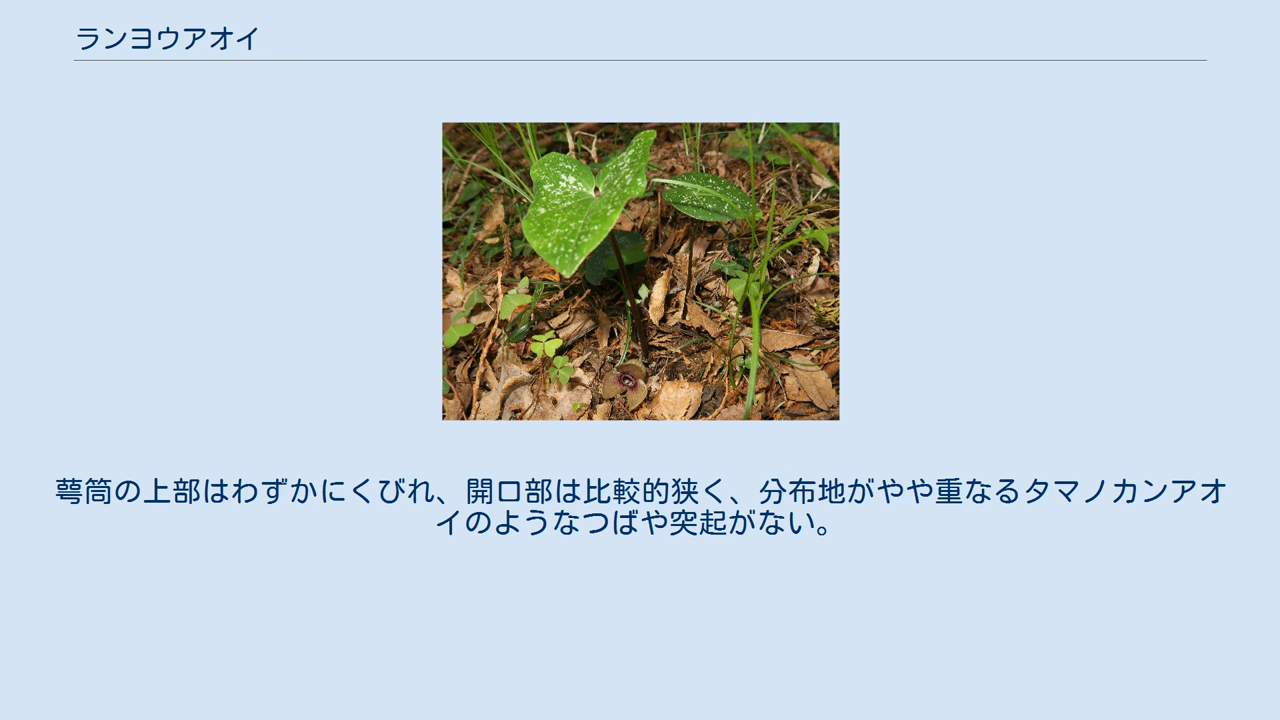 ランヨウアオイ
萼筒の上部はわずかにくびれ、開口部は比較的狭く、分布地がやや重なるタマノカンアオ
イのようなつばや突起がない。